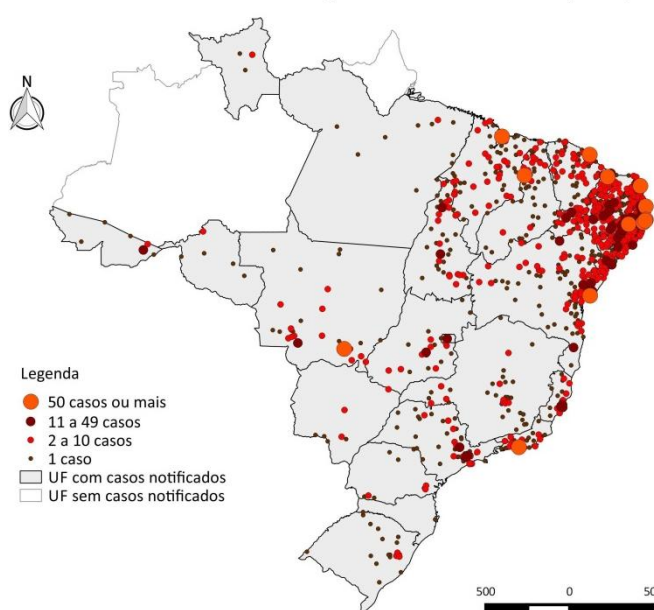 N
Legenda
50 casos ou mais
11 a 49 casos
2 a 10 casos
1 caso
UF com casos notificados
UF sem casos notificados
500 0 50